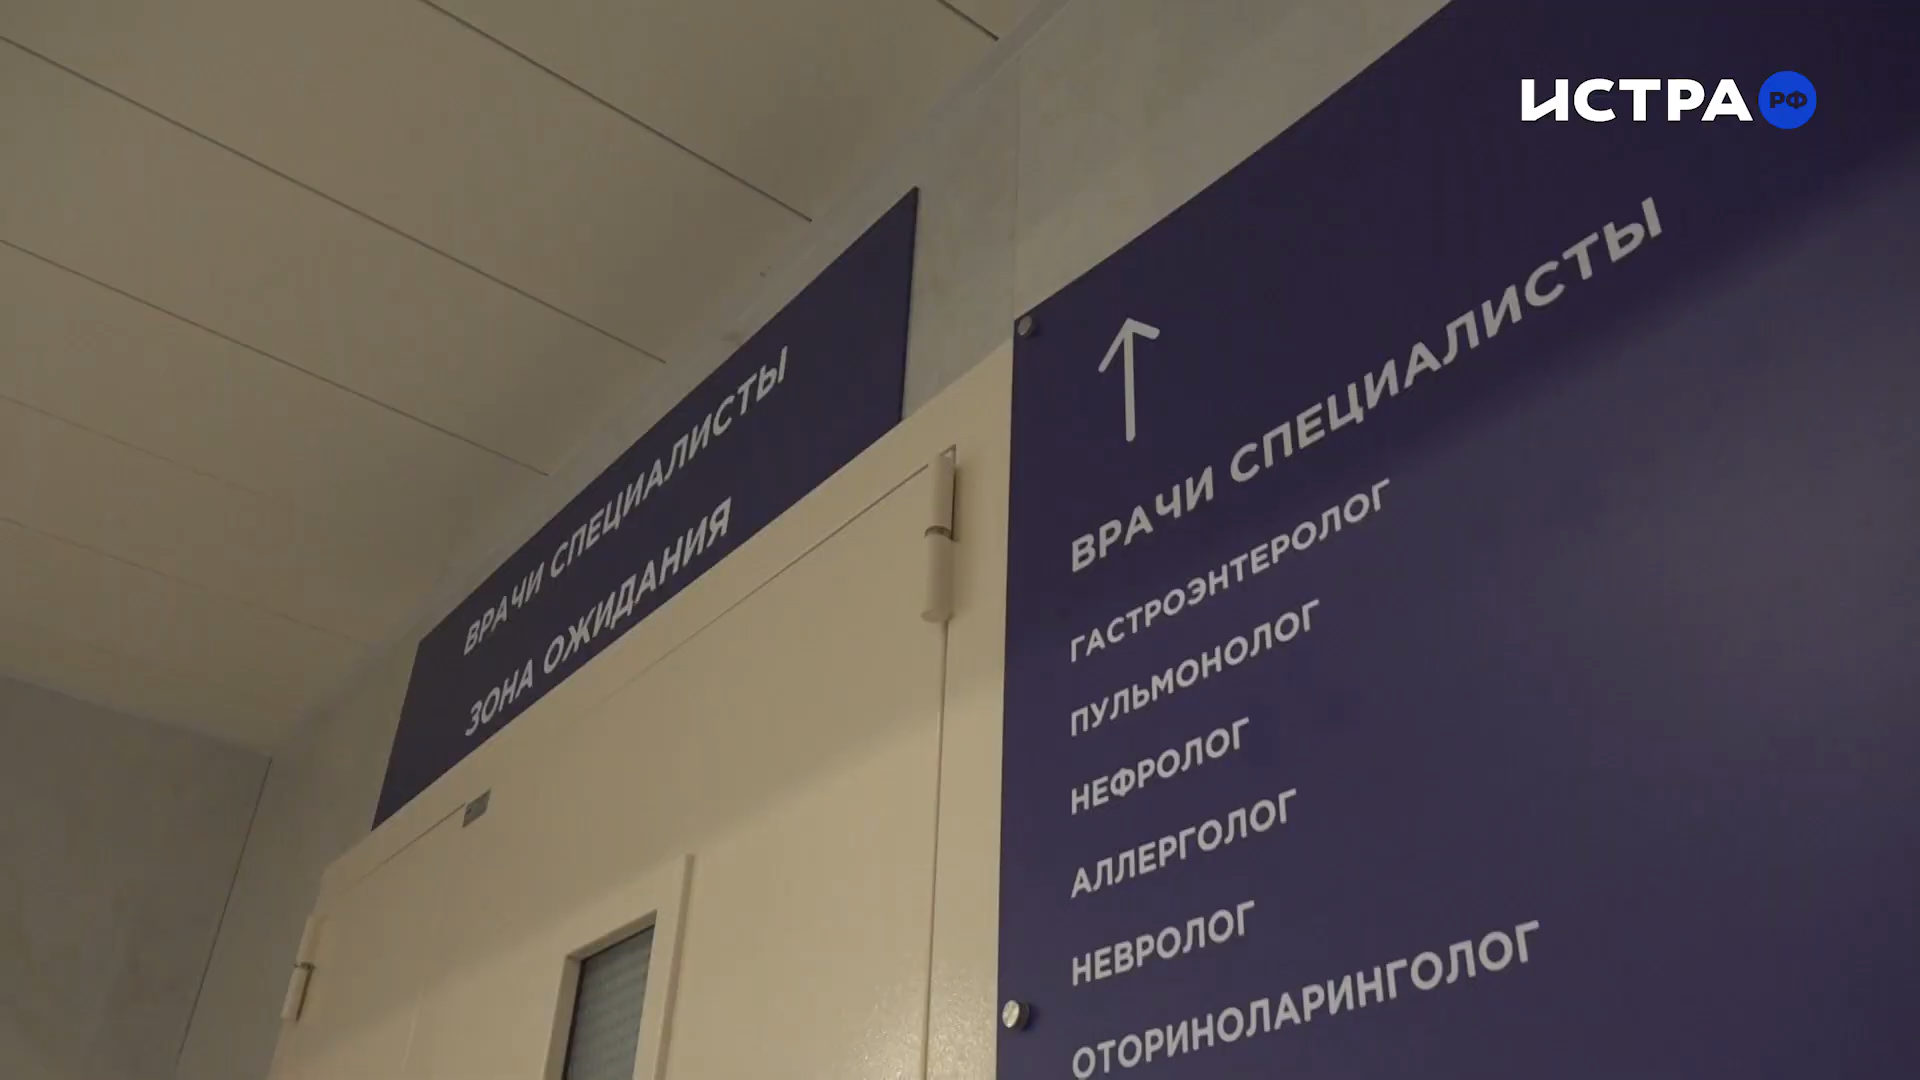 ИСТРА РФ
ВРАЧИ СПЕЦИАЛИСТЫ
ЗОНА ОЖИДАНИЯ
ВРАЧИ СПЕЦИАЛИСТЫ
ГАСТРОЭНТЕРОЛОГ
ПУЛЬМОНОЛОГ
НЕФРОЛОГ
АЛЛЕРГОЛОГ
НЕВРОЛОГ
ОТОРИНОЛАРИНГОЛОГ